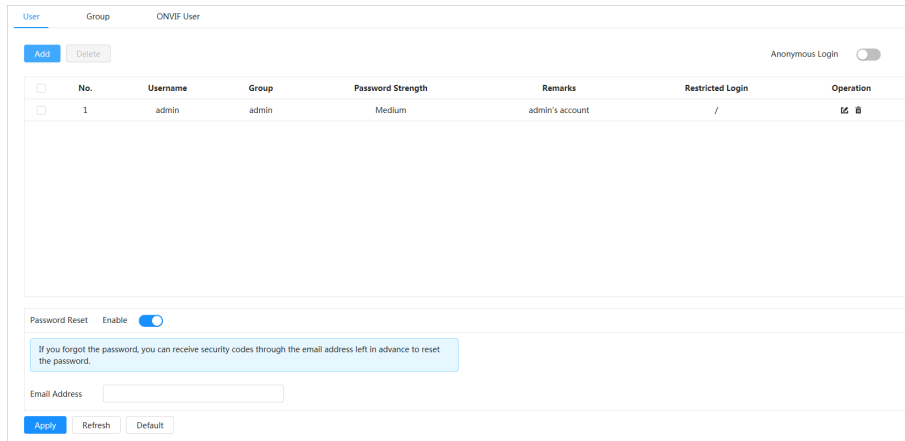 User Group ONVIF User
Add Delete Anonymous Login
No. Username Group Password Strength Remarks Restricted Login Operation
1 admin admin Medium admin's account /
Password Reset Enable
If you forgot the password, you can receive security codes through the email address left in advance to reset
the password.
Email Address
Apply Refresh Default